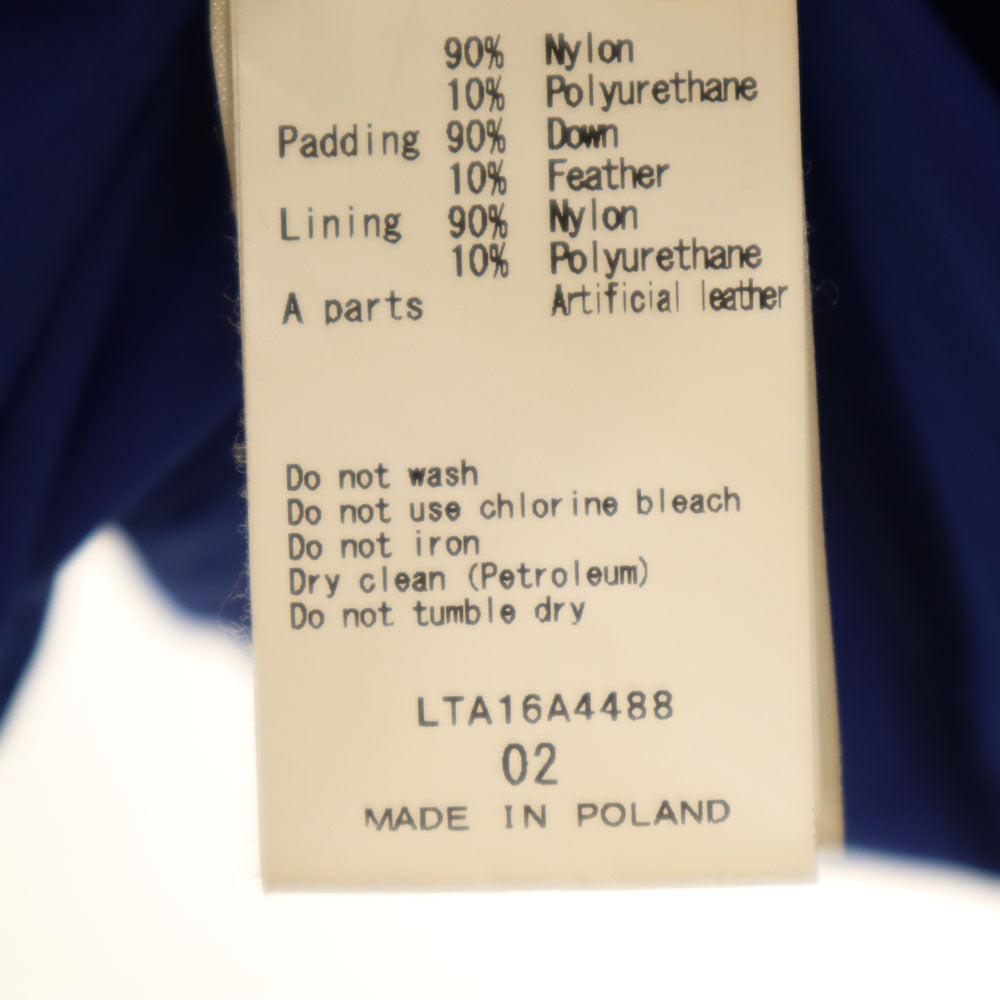 90% Nylon
10% Polyurethane
Padding 90% Down
10% Feather
Lining 90% Nylon
10% Polyurethane
A parts Artificial leather
Do not wash
Do not use chlorine bleach
Do not iron
Dry clean (Petroleum)
Do not tumble dry
LTA16A4488
02
MADE IN POLAND